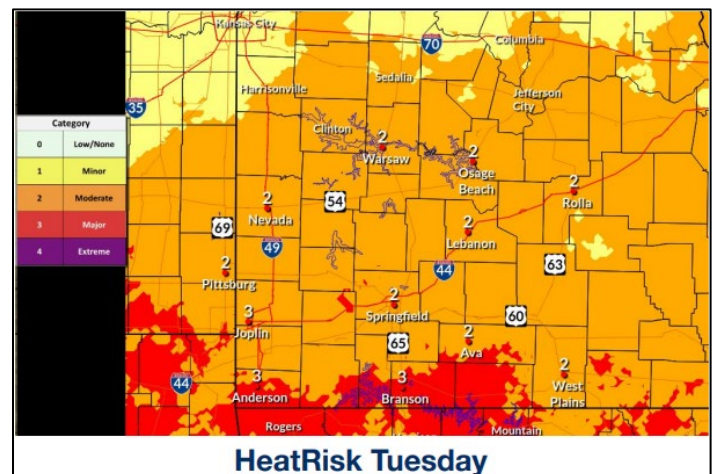 Kansas City
70
Columbia
Sedalia
Harrisonville
Jefferson
City
35
Category
0 Low/None
1 Minor
2 Moderate
3 Major
4 Extreme
Clinton
2
Warsaw
2
Osage
Beach
2
Rolla
2
Nevada
54
69
2
Lebanon
49
44
63
2
Pittsburg
2
Springfield
60
3
Joplin
65
2
Ava
44
3
Anderson
3
Branson
2
West
Plains
Rogers
Mountain
HeatRisk Tuesday